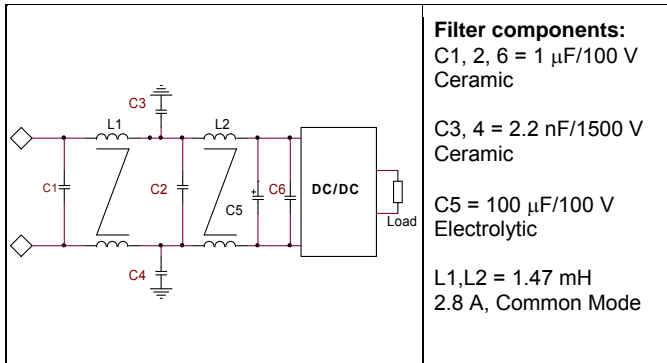 C3
L1
L2
C1
C2
C5
+
C6
DC/DC
Load
C4
Filter components:
C1, 2, 6 = 1 μF/100 V
Ceramic
C3, 4 = 2.2 nF/1500 V
Ceramic
C5 = 100 μF/100 V
Electrolytic
L1,L2 = 1.47 mH
2.8 A, Common Mode